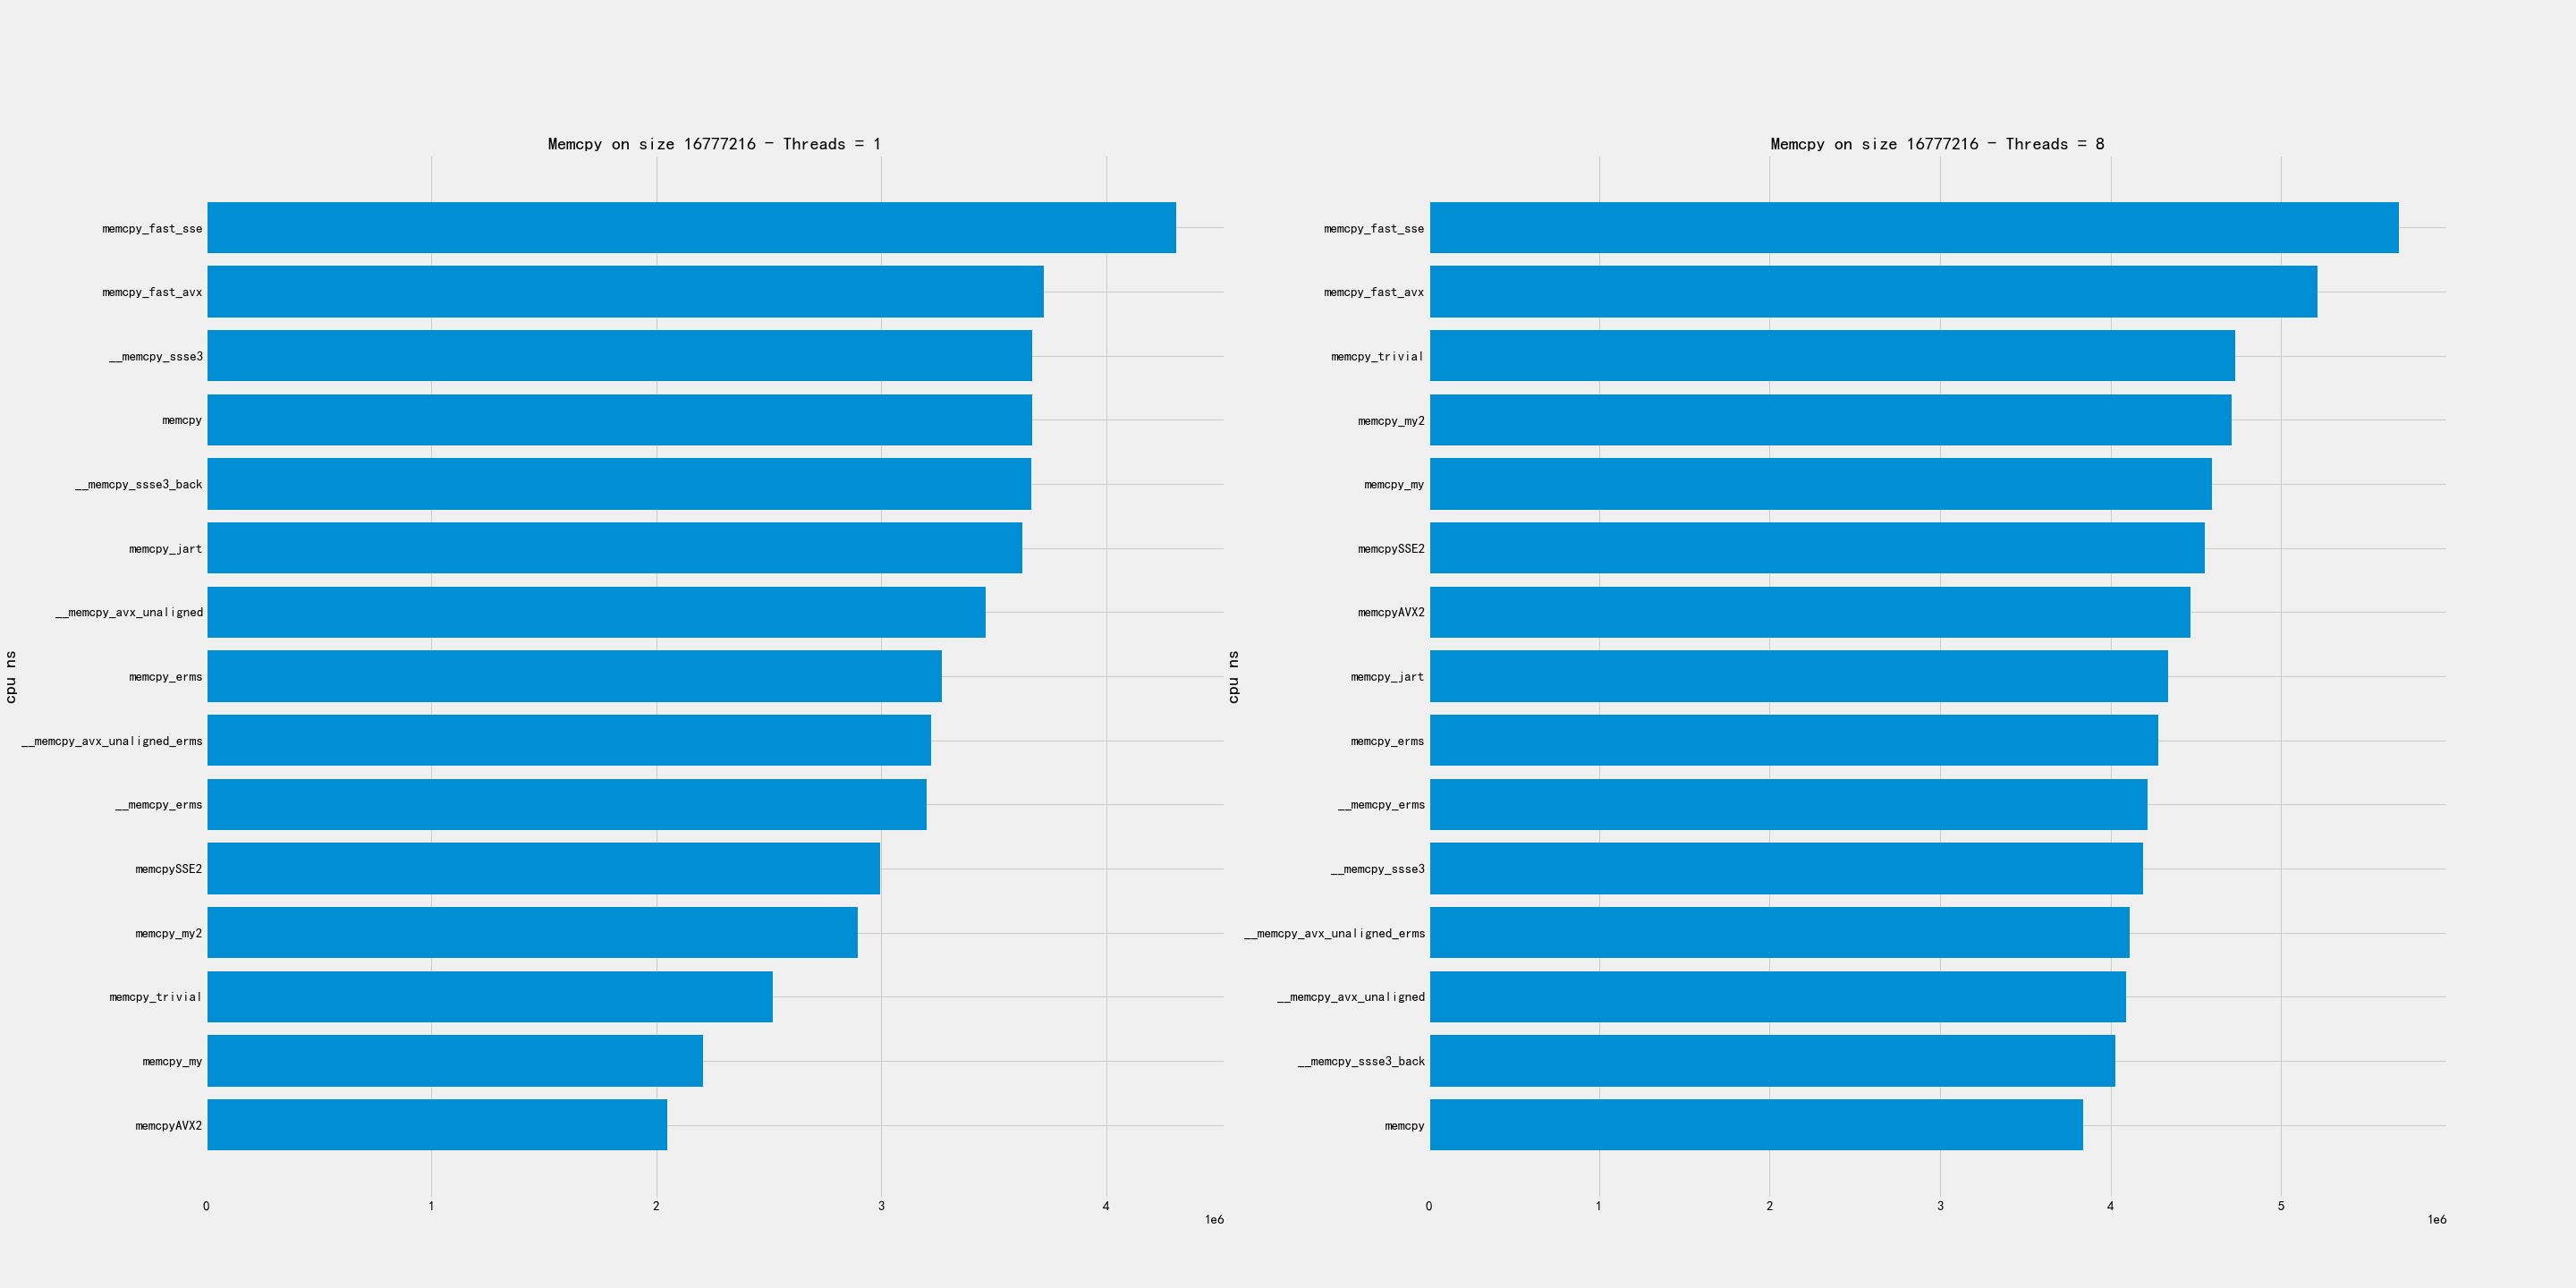 Memcpy on size 16777216 - Threads = 1
cpu ns
memcpy_fast_sse
memcpy_fast_avx
__memcpy_ssse3
memcpy
__memcpy_ssse3_back
memcpy_jart
__memcpy_avx_unaligned
memcpy_erms
__memcpy_avx_unaligned_erms
__memcpy_erms
memcpySSE2
memcpy_my2
memcpy_trivial
memcpy_my
memcpyAVX2
0 1 2 3 4
1e6
Memcpy on size 16777216 - Threads = 8
cpu ns
memcpy_fast_sse
memcpy_fast_avx
memcpy_trivial
memcpy_my2
memcpy_my
memcpySSE2
memcpyAVX2
memcpy_jart
memcpy_erms
__memcpy_erms
__memcpy_ssse3
__memcpy_avx_unaligned_erms
__memcpy_avx_unaligned
__memcpy_ssse3_back
memcpy
0 1 2 3 4 5
1e6